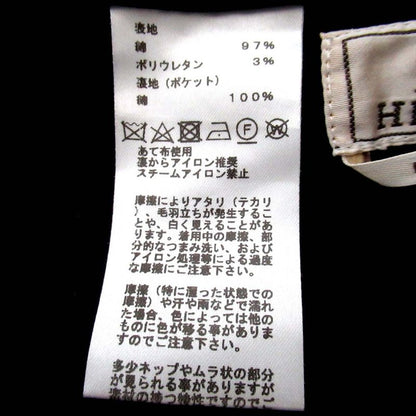 表地
綿 97%
ポリウレタン 3%
裏地（ポケット）
綿 100%
あて布使用
裏からアイロン推奨
スチームアイロン推奨
摩擦によりアタリ（テカリ
）、毛羽立ちが発生するこ
とや、白く見えることがあ
ります。着用中の摩擦、部
分的なつまみ洗い、および
アイロン処理等による過度
な摩擦にご注意下さい。
摩擦（特に湿った状態での
摩擦）や汗や雨などで濡れ
た場合、色によっては他の
ものに色が移る事がありま
すのでご注意下さい。
多少ネップやムラ状の部分
が見られる事が有りますが
HI